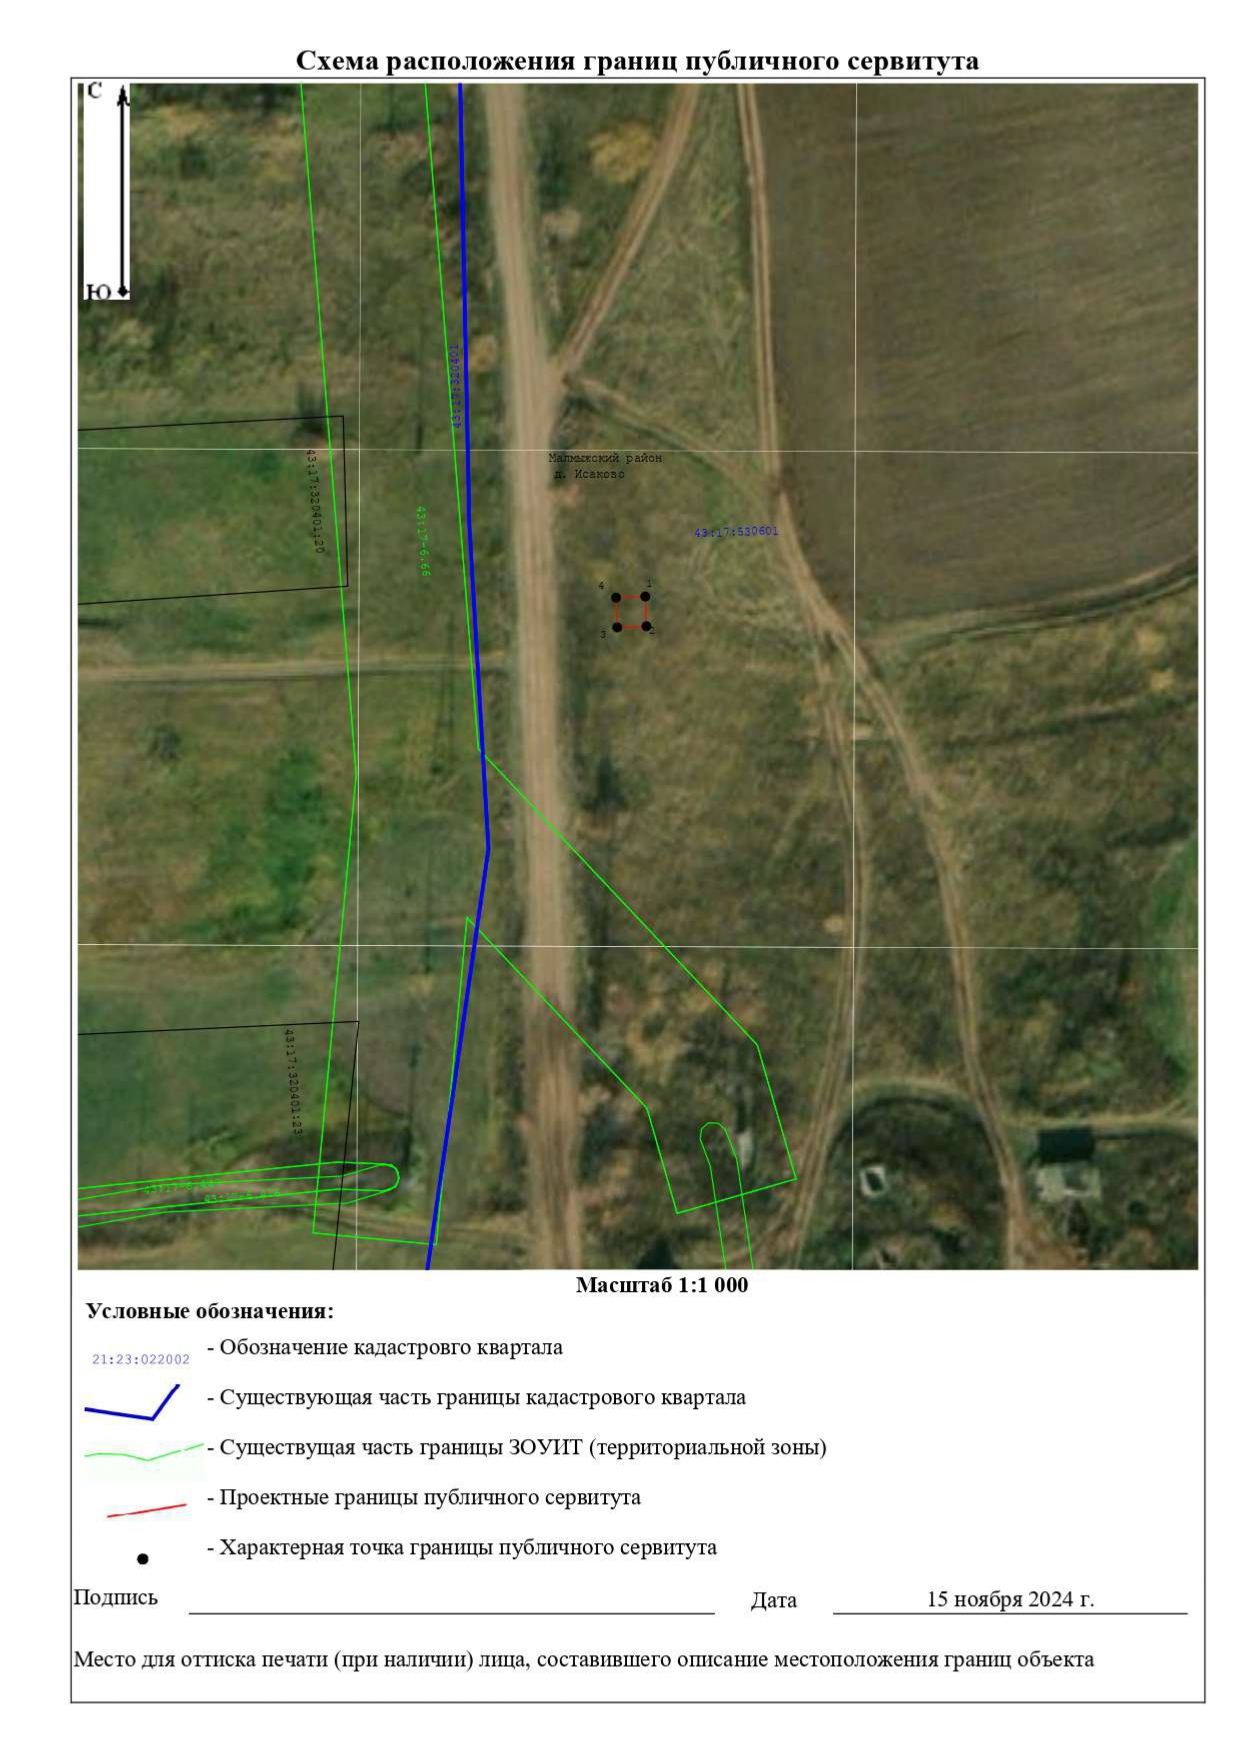 Схема расположения границ публичного сервитута
С
Ю
Малмыжский район
д. Исаково
43:17:530601
43:17:320401:20
43:17-6.66
4
1
3
2
43:17:320401:23
Масштаб 1:1 000
Условные обозначения:
21:23:022002
- Обозначение кадастровго квартала
- Существующая часть границы кадастрового квартала
- Существущая часть границы ЗОУИТ (территориальной зоны)
- Проектные границы публичного сервитута
- Характерная точка границы публичного сервитута
Подпись
Дата
15 ноября 2024 г.
Место для оттиска печати (при наличии) лица, составившего описание местоположения границ объекта